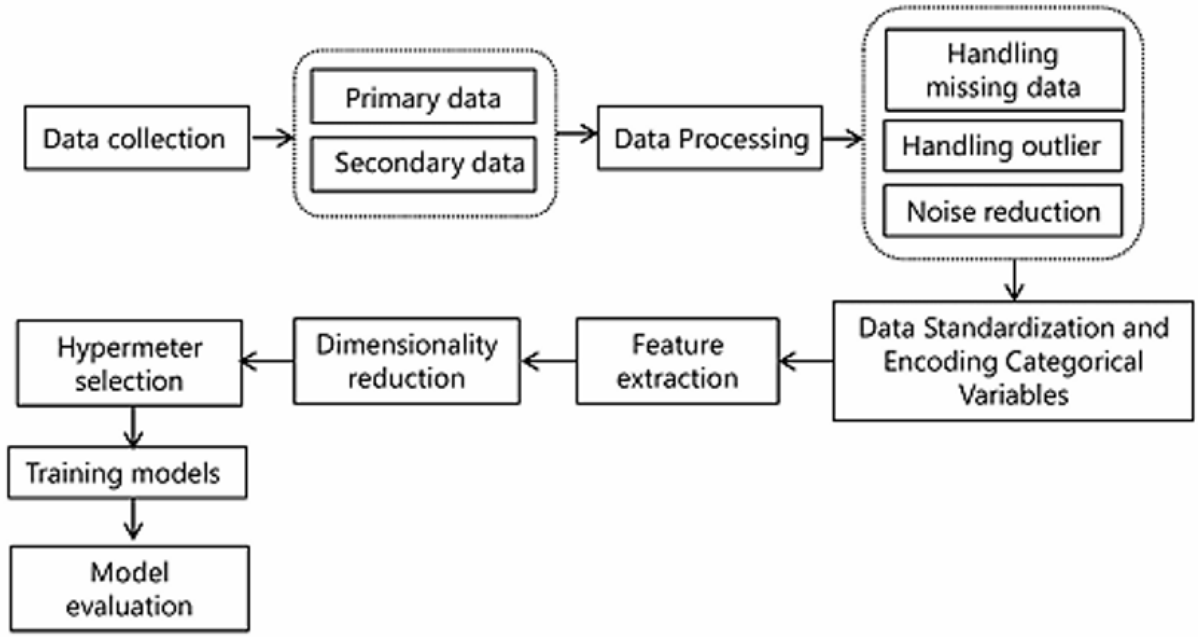 Data collection
Primary data
Secondary data
Data Processing
Handling
missing data
Handling outlier
Noise reduction
Data Standardization and
Encoding Categorical
Variables
Feature
extraction
Dimensionality
reduction
Hypermeter
selection
Training models
Model
evaluation